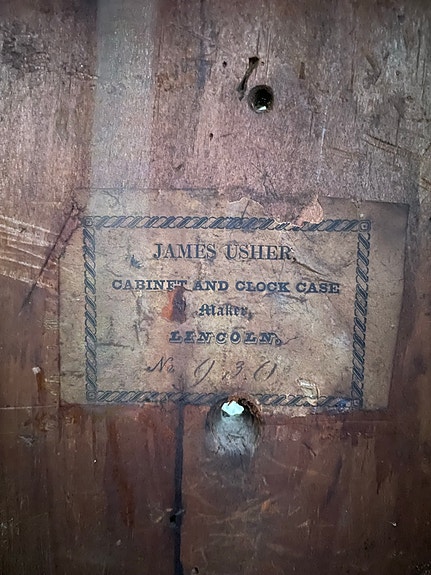 JAMES USHER,
CABINET AND CLOCK CASE
Maker,
LINCOLN.
No. 930